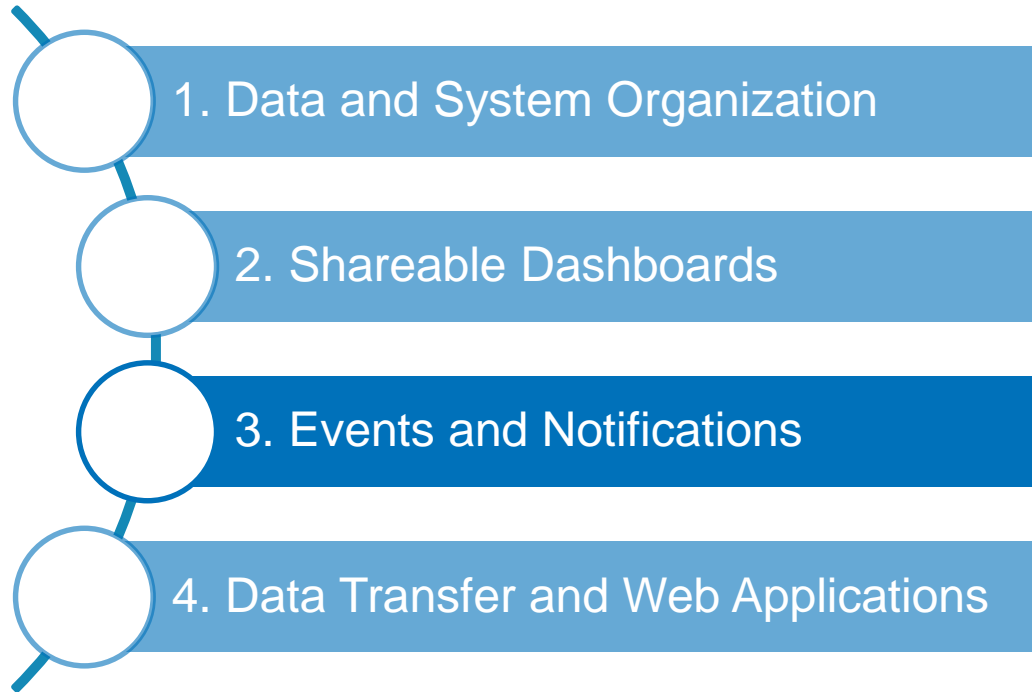 1. Data and System Organization
2. Shareable Dashboards
3. Events and Notifications
4. Data Transfer and Web Applications